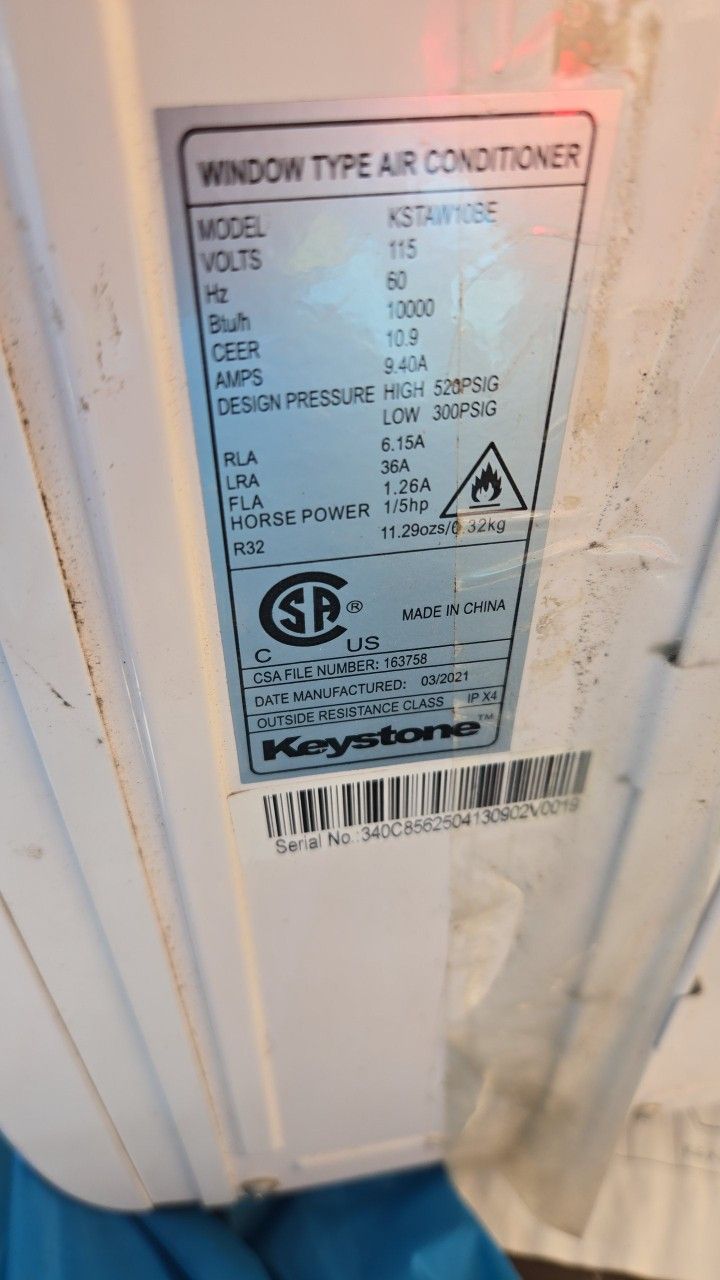 WINDOW TYPE AIR CONDITIONER
MODEL KSTAW10BE
VOLTS 115
Hz 60
Btu/h 10000
CEER 10.9
AMPS 9.40A
DESIGN PRESSURE HIGH 520PSIG
LOW 300PSIG
RLA 6.15A
LRA 36A
FLA 1.26A
HORSE POWER 1/5hp
R32 11.29ozs/0.32kg
CSA ®
C US MADE IN CHINA
CSA FILE NUMBER: 163758
DATE MANUFACTURED: 03/2021
OUTSIDE RESISTANCE CLASS IP X4
Keystone™
Serial No.:340C8562504130902V0019